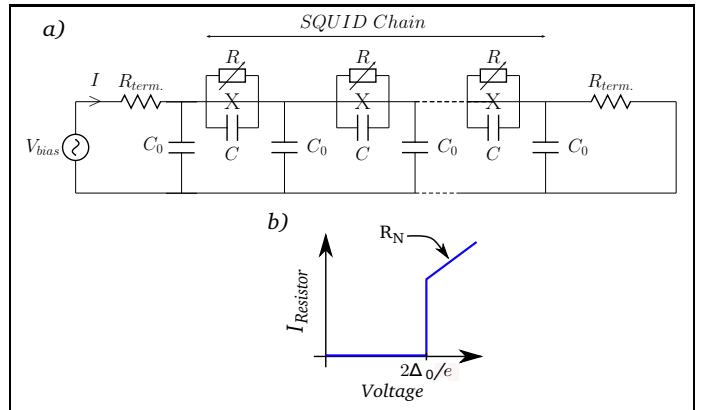 a)
SQUID Chain
I
R_term.
R
R
R
R_term.
X
X
X
V_bias
C_0
C
C_0
C
C_0
C
C_0
b)
R_N
I_Resistor
2Δ_0/e
Voltage